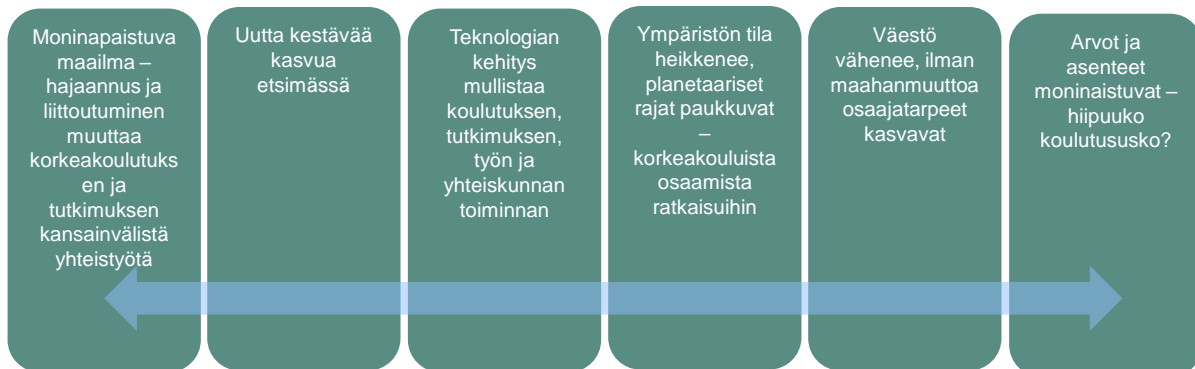 Moninapaistuva
maailma –
hajaannus ja
liittoutuminen
muuttaa
korkeakoulutuks
en ja
tutkimuksen
kansainvälistä
yhteistyötä
Uutta kestävää
kasvua
etsimässä
Teknologian
kehitys
mullistaa
koulutuksen,
tutkimuksen,
työn ja
yhteiskunnan
toiminnan
Ympäristön tila
heikkenee,
planetaariset
rajat paukkuvat
–
korkeakouluista
osaamista
ratkaisuihin
Väestö
vähenee, ilman
maahanmuuttoa
osaajatarpeet
kasvavat
Arvot ja
asenteet
moninaistuvat –
hiipuuko
koulutususko?